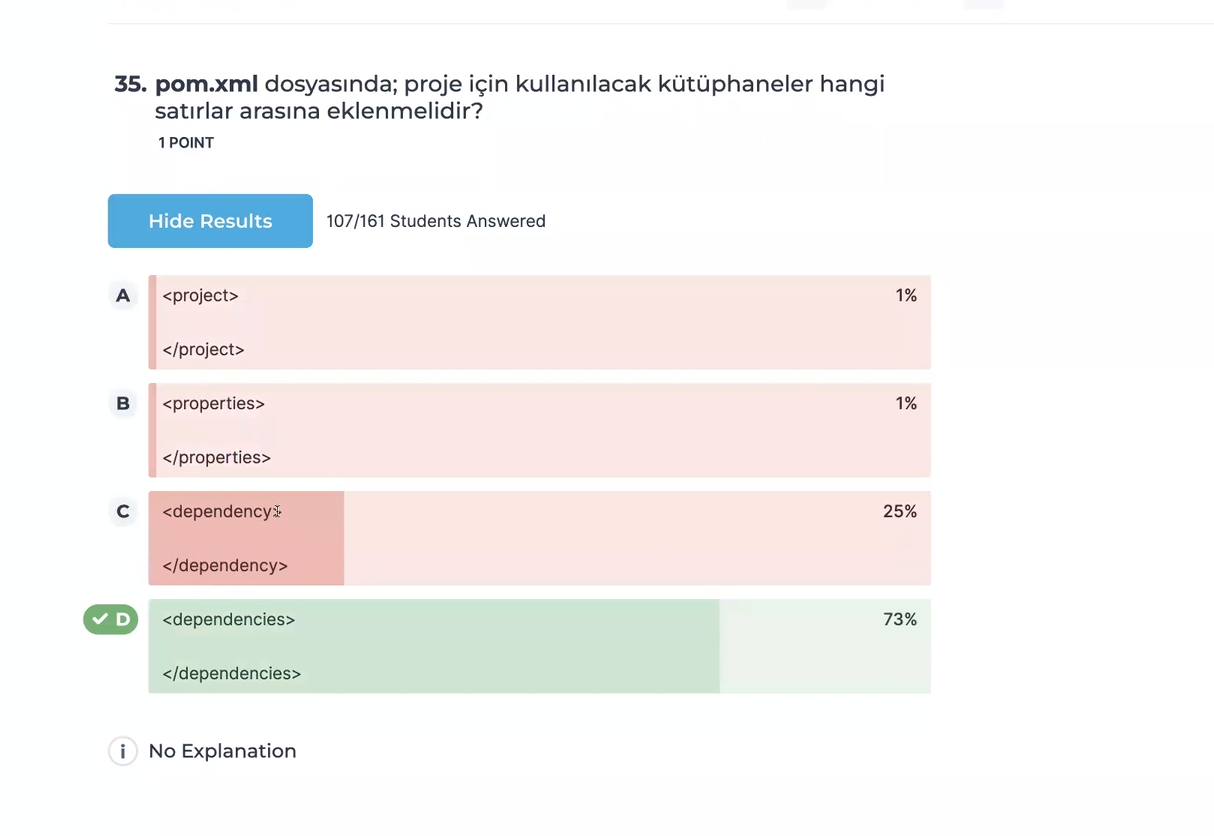 35. pom.xml dosyasında; proje için kullanılacak kütüphaneler hangi
satırlar arasına eklenmelidir?
1 POINT
Hide Results 107/161 Students Answered
A <project> 1%
</project>
B <properties> 1%
</properties>
C <dependency> 25%
</dependency>
D <dependencies> 73%
</dependencies>
i No Explanation